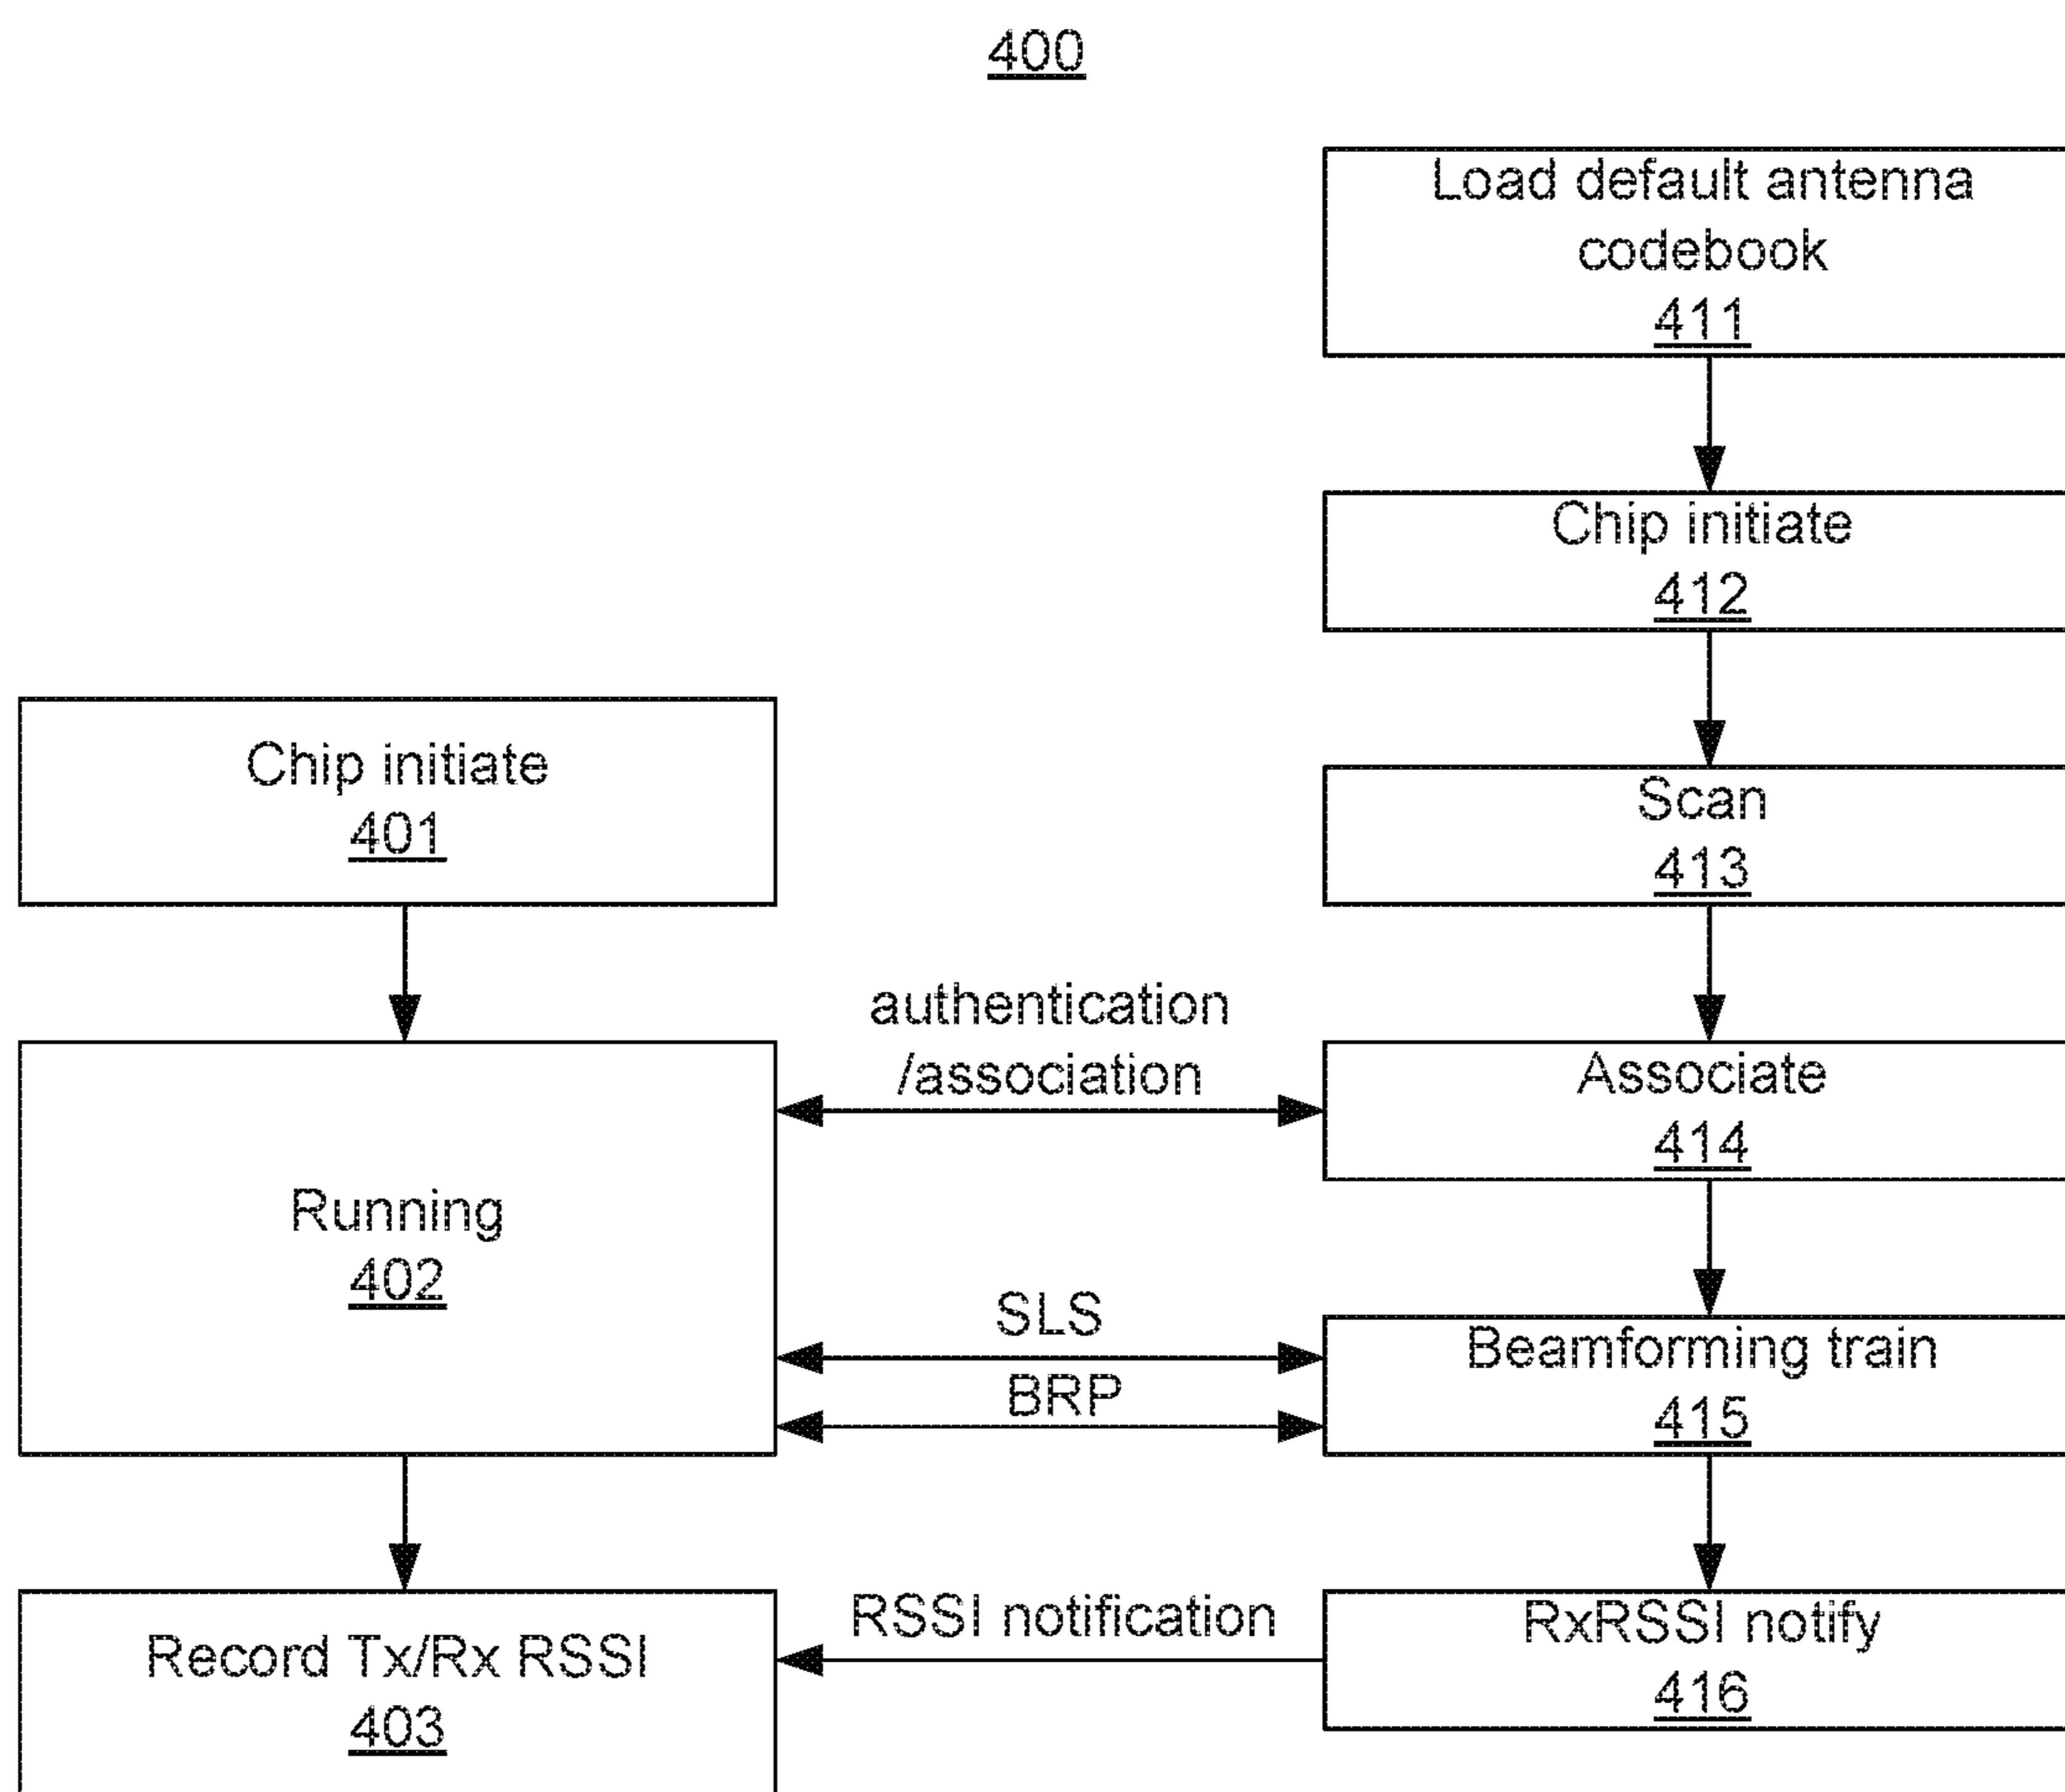 400
Load default antenna
codebook
411
Chip initiate
412
Chip initiate
401
Scan
413
authentication
/association
Associate
414
Running
402
SLS
BRP
Beamforming train
415
Record Tx/Rx RSSI
403
RSSI notification
RxRSSI notify
416